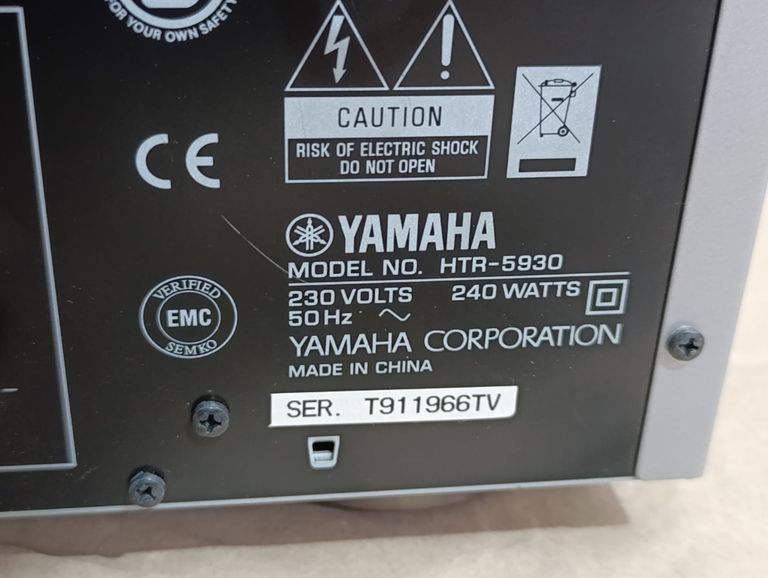 FOR YOUR OWN SAFETY
CAUTION
RISK OF ELECTRIC SHOCK
DO NOT OPEN
CE
YAMAHA
MODEL NO. HTR-5930
230 VOLTS 240 WATTS
50 Hz ~
VERIFIED
EMC
SEMKO
YAMAHA CORPORATION
MADE IN CHINA
SER. T911966TV